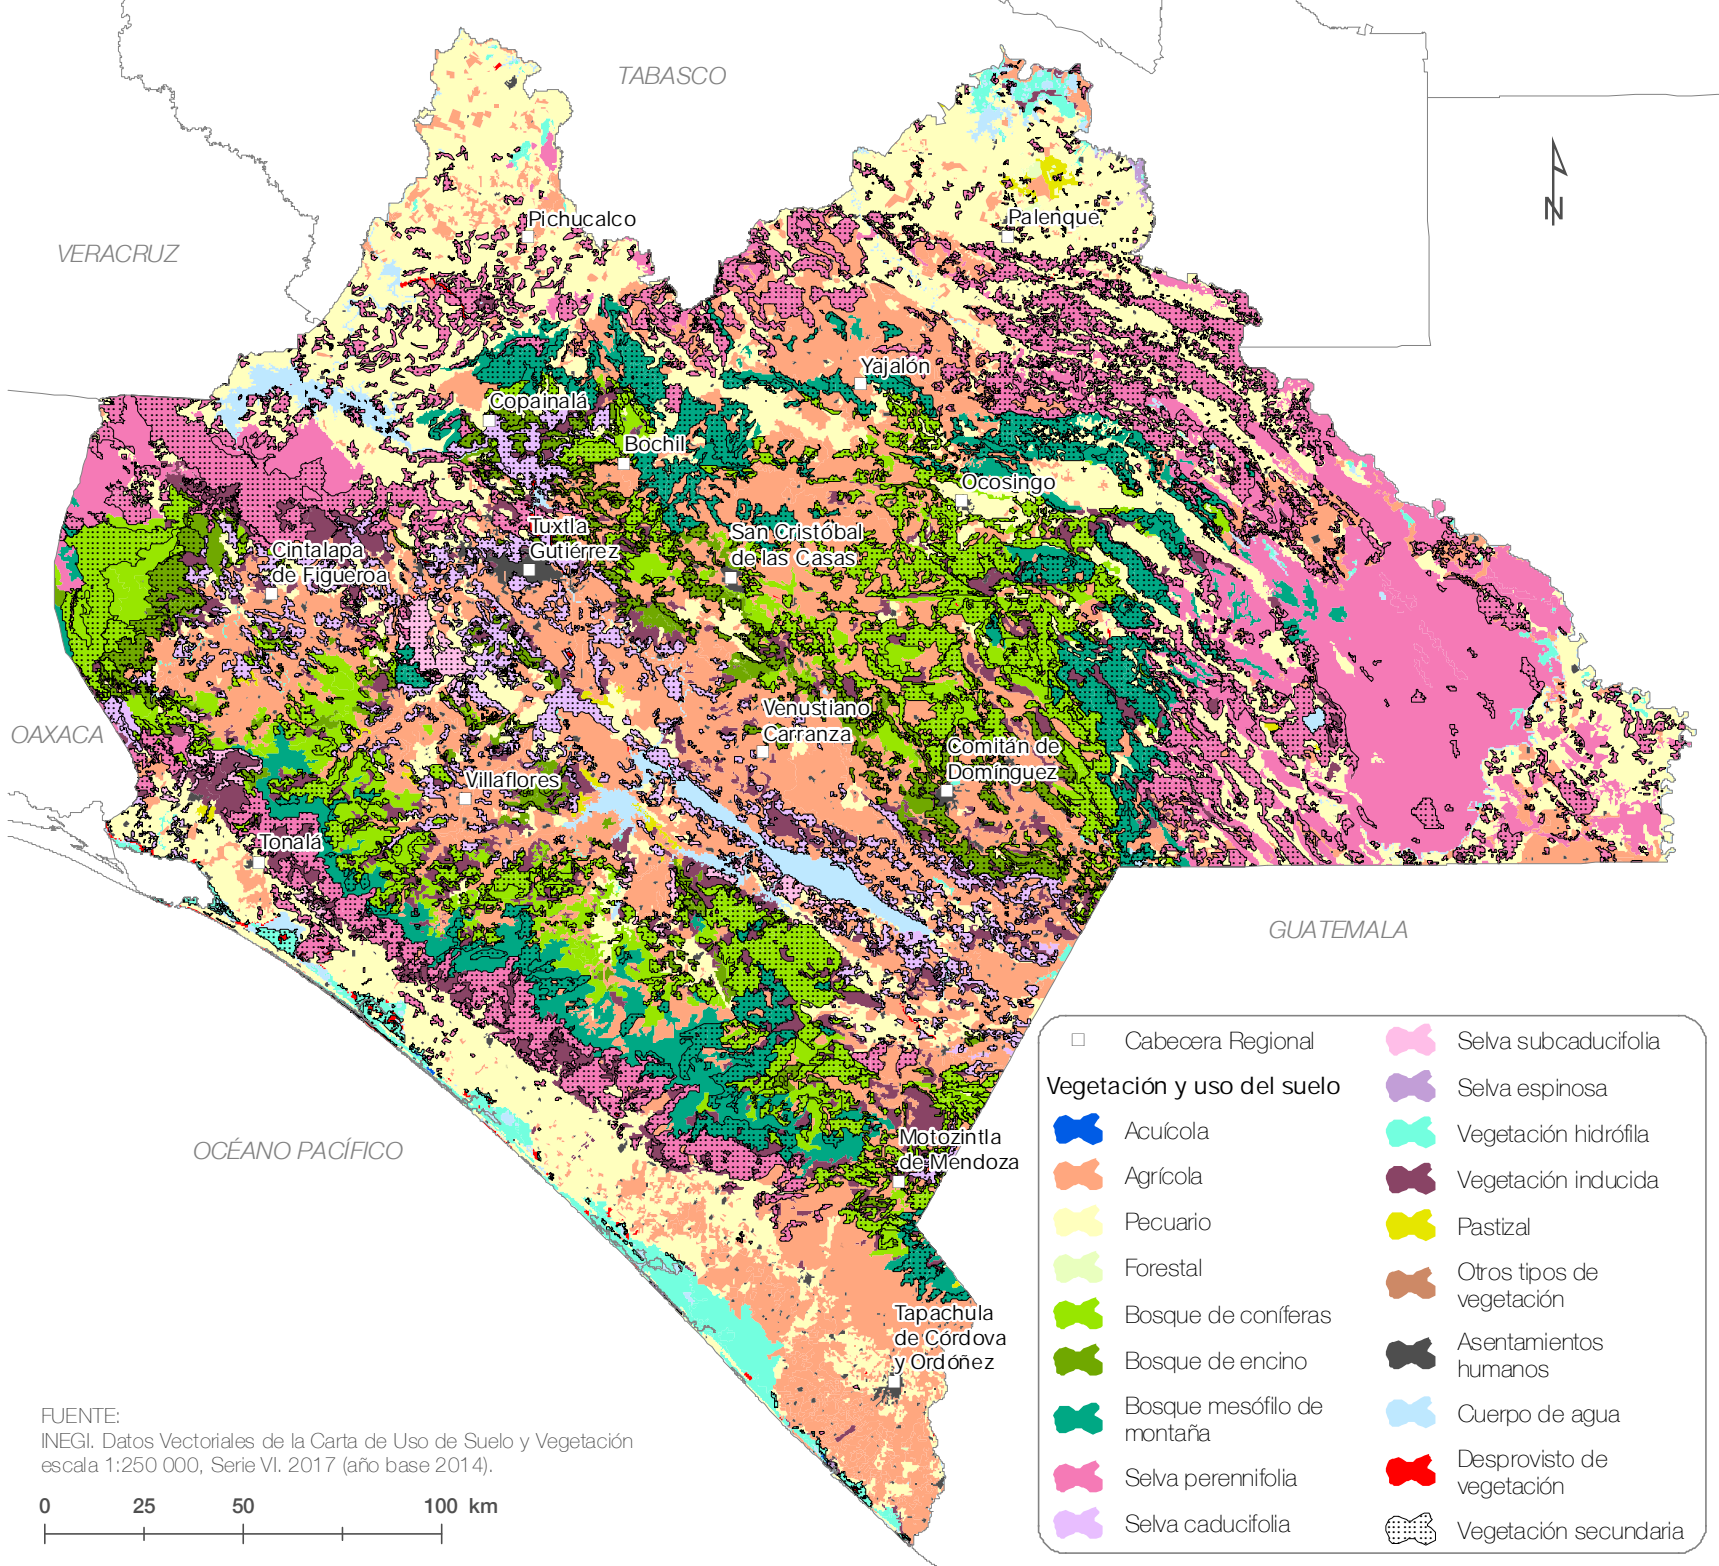 TABASCO
VERACRUZ
Pichucalco
Palenque
Yajalón
Copainalá
Bochil
Ocosingo
Tuxtla
Gutiérrez
San Cristóbal
de las Casas
Cintalapa
de Figueroa
OAXACA
Venustiano
Carranza
Comitán de
Domínguez
Villaflores
Tonalá
GUATEMALA
OCÉANO PACÍFICO
Motozintla
de Mendoza
Tapachula
de Córdova
y Ordóñez
N
Cabecera Regional
Vegetación y uso del suelo
Acuícola
Agrícola
Pecuario
Forestal
Bosque de coníferas
Bosque de encino
Bosque mesófilo de
montaña
Selva perennifolia
Selva caducifolia
Selva subcaducifolia
Selva espinosa
Vegetación hidrófila
Vegetación inducida
Pastizal
Otros tipos de
vegetación
Asentamientos
humanos
Cuerpo de agua
Desprovisto de
vegetación
Vegetación secundaria
FUENTE:
INEGI. Datos Vectoriales de la Carta de Uso de Suelo y Vegetación
escala 1:250 000, Serie VI. 2017 (año base 2014).
0 25 50 100 km